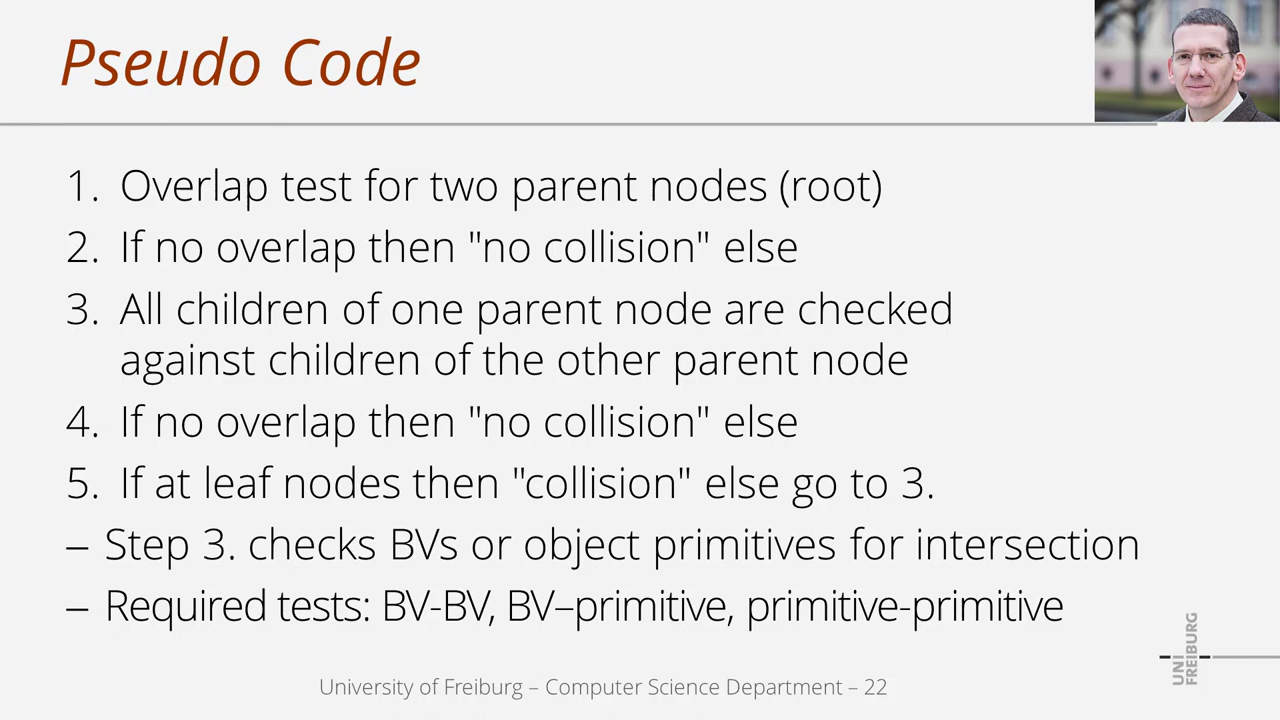 Pseudo Code
1. Overlap test for two parent nodes (root)
2. If no overlap then "no collision" else
3. All children of one parent node are checked
against children of the other parent node
4. If no overlap then "no collision" else
5. If at leaf nodes then "collision" else go to 3.
– Step 3. checks BVs or object primitives for intersection
– Required tests: BV-BV, BV–primitive, primitive-primitive
University of Freiburg – Computer Science Department – 22
UNI
FREIBURG